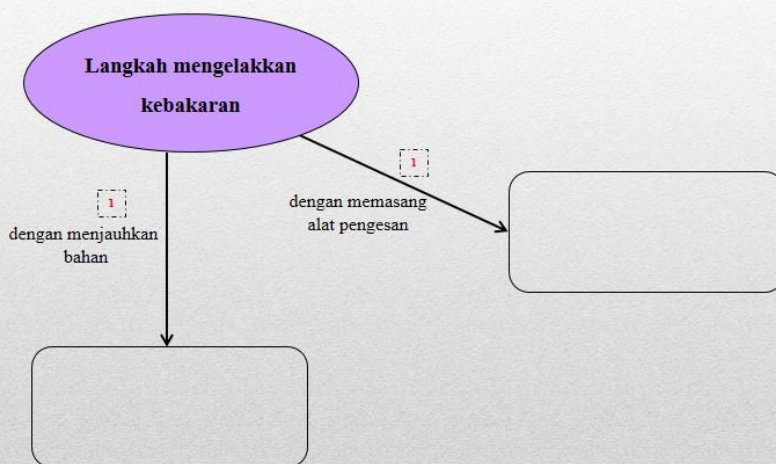 Langkah mengelakkan
kebakaran
1
dengan memasang
alat pengesan
1
dengan menjauhkan
bahan